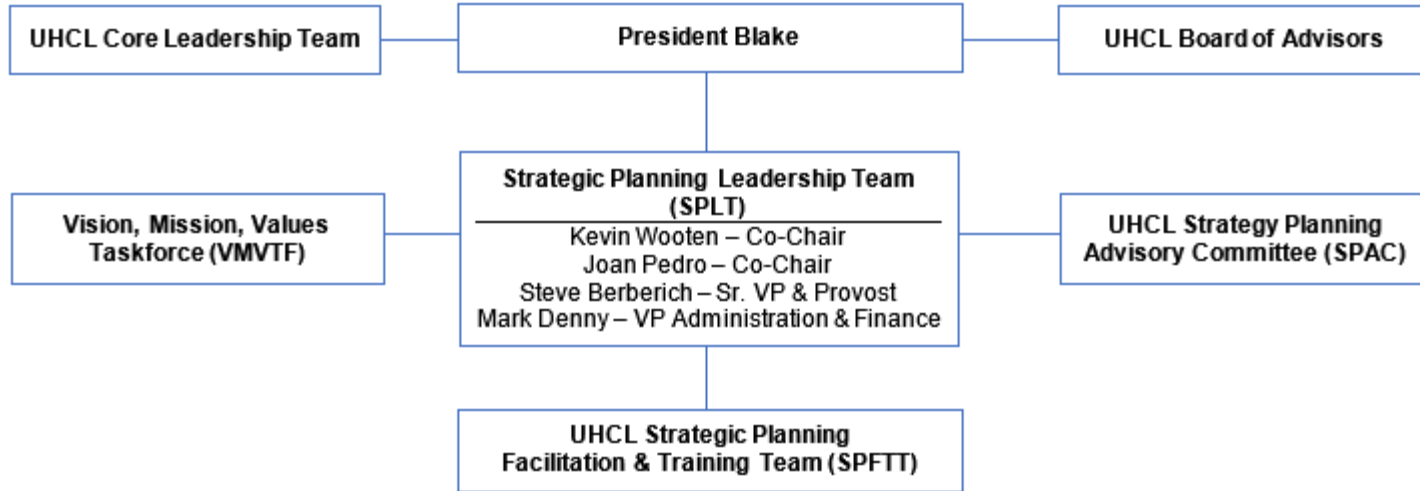 UHCL Core Leadership Team
President Blake
UHCL Board of Advisors
Vision, Mission, Values
Taskforce (VMVTF)
Strategic Planning Leadership Team
(SPLT)
Kevin Wooten – Co-Chair
Joan Pedro – Co-Chair
Steve Berberich – Sr. VP & Provost
Mark Denny – VP Administration & Finance
UHCL Strategy Planning
Advisory Committee (SPAC)
UHCL Strategic Planning
Facilitation & Training Team (SPFTT)